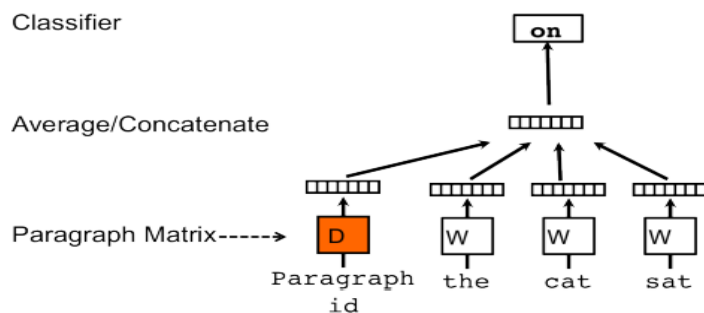 Classifier
on
Average/Concatenate
Paragraph Matrix
D
W
W
W
Paragraph
id
the
cat
sat